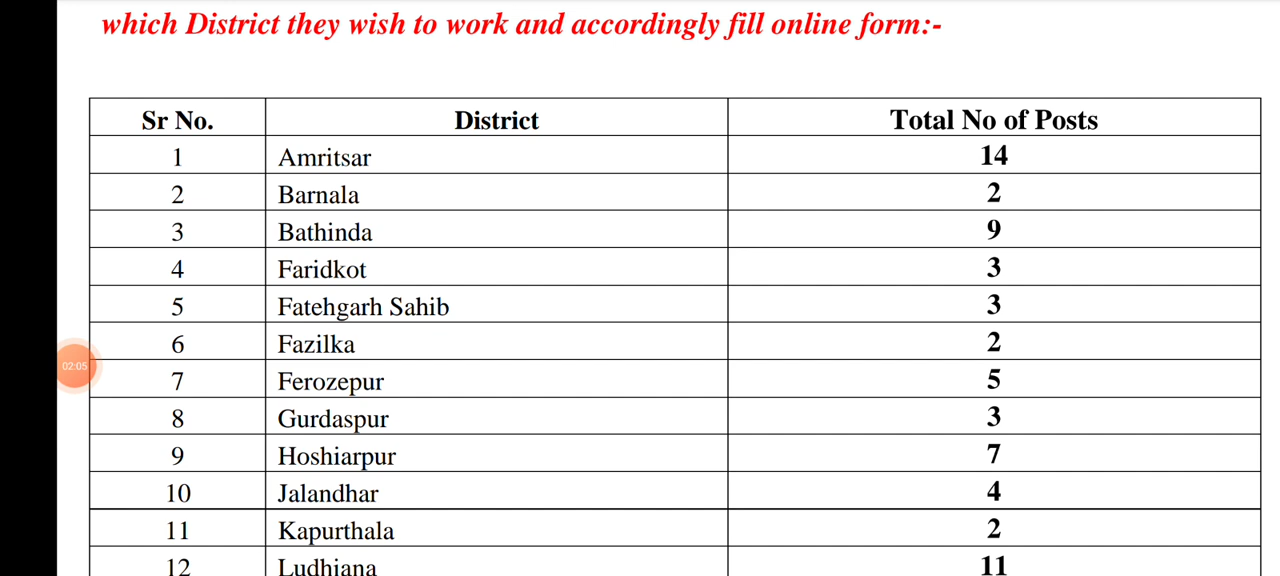 which District they wish to work and accordingly fill online form:-
Sr No. District Total No of Posts
1 Amritsar 14
2 Barnala 2
3 Bathinda 9
4 Faridkot 3
5 Fatehgarh Sahib 3
6 Fazilka 2
02:05
7 Ferozepur 5
8 Gurdaspur 3
9 Hoshiarpur 7
10 Jalandhar 4
11 Kapurthala 2
12 Ludhiana 11